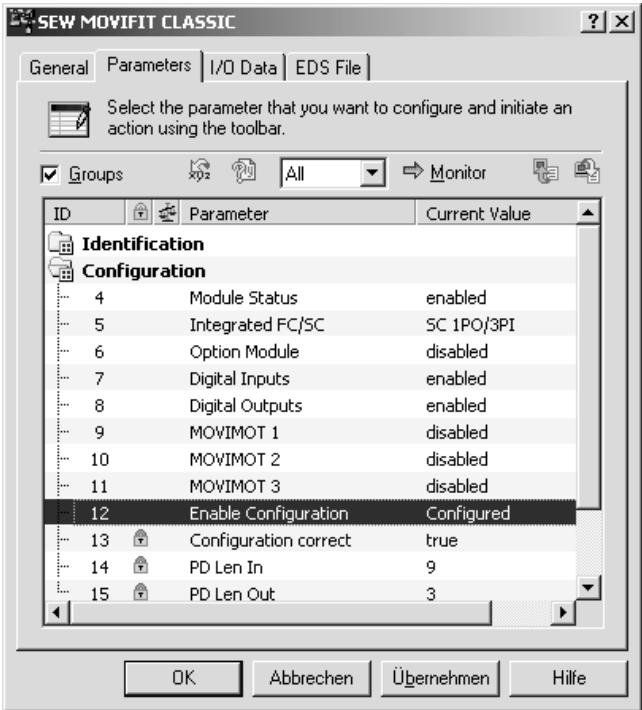 SEW MOVIFIT CLASSIC
General Parameters I/O Data EDS File
Select the parameter that you want to configure and initiate an
action using the toolbar.
Groups All Monitor
ID Parameter Current Value
Identification
Configuration
4 Module Status enabled
5 Integrated FC/SC SC 1PO/3PI
6 Option Module disabled
7 Digital Inputs enabled
8 Digital Outputs enabled
9 MOVIMOT 1 disabled
10 MOVIMOT 2 disabled
11 MOVIMOT 3 disabled
12 Enable Configuration Configured
13 Configuration correct true
14 PD Len In 9
15 PD Len Out 3
OK Abbrechen Übernehmen Hilfe